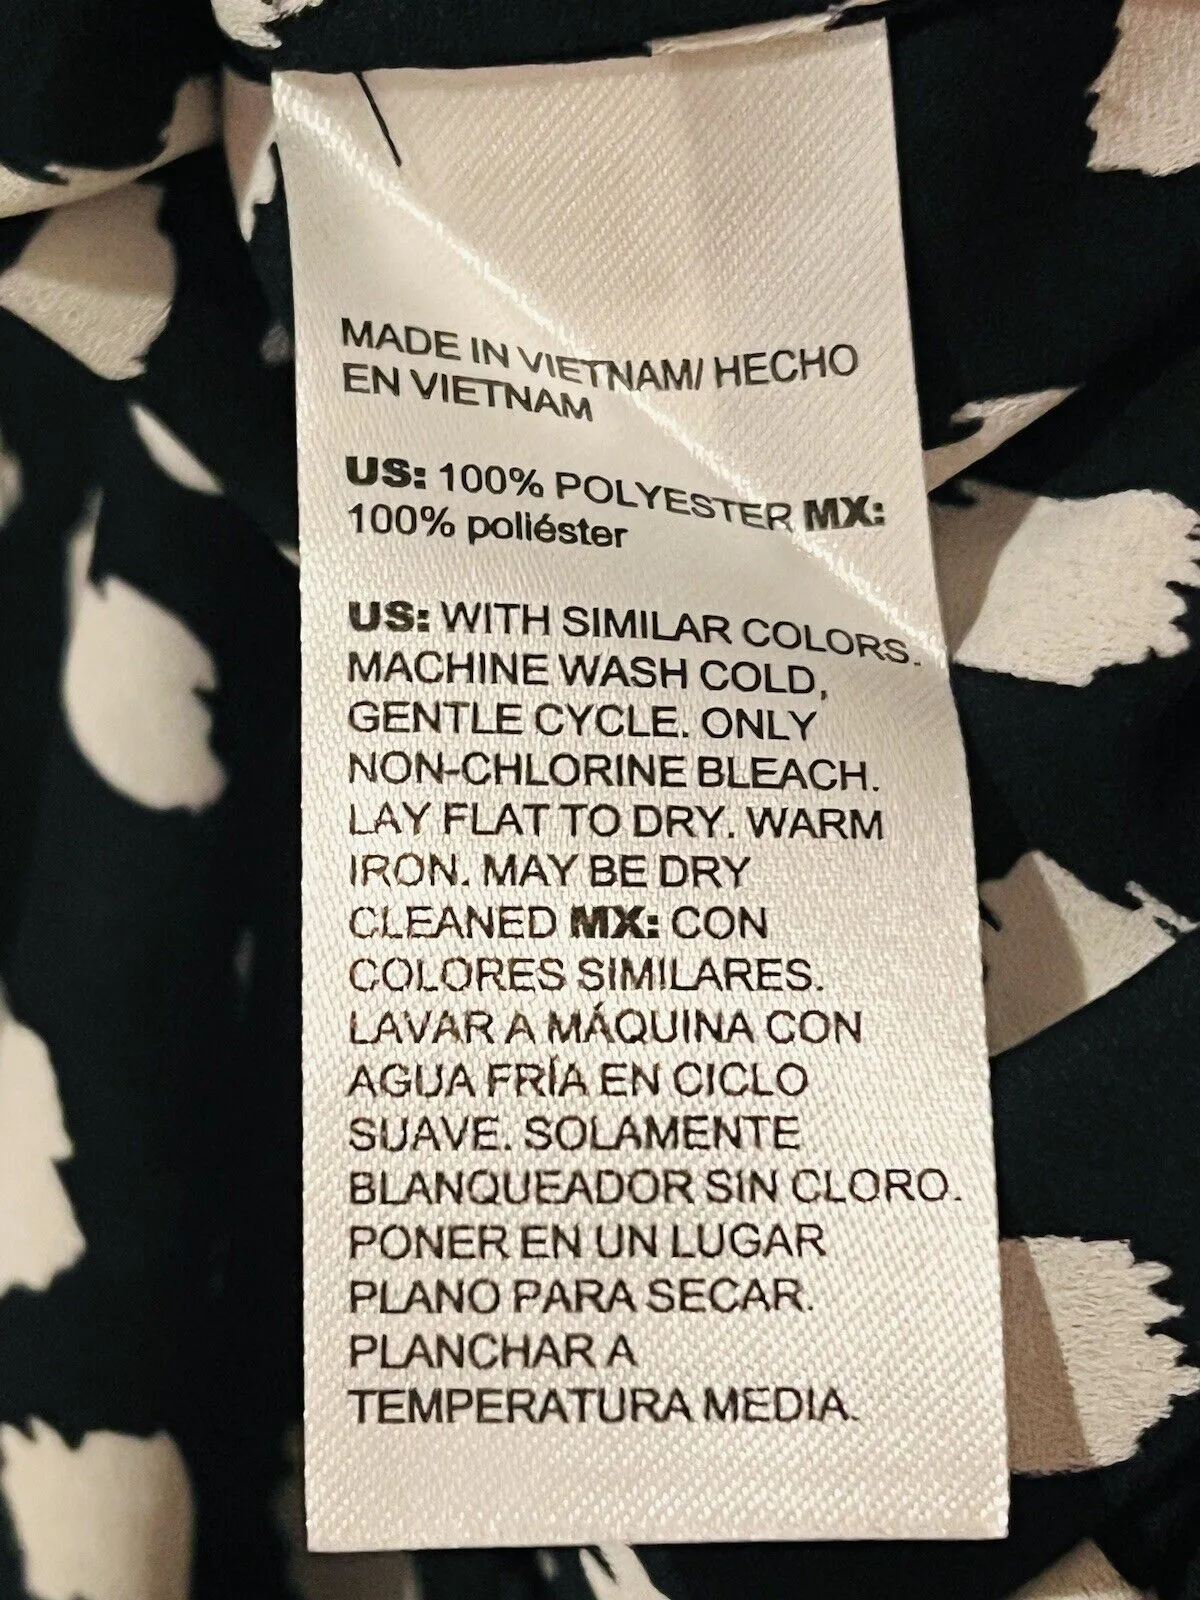 MADE IN VIETNAM/ HECHO
EN VIETNAM
US: 100% POLYESTER MX:
100% poliéster
US: WITH SIMILAR COLORS.
MACHINE WASH COLD,
GENTLE CYCLE. ONLY
NON-CHLORINE BLEACH.
LAY FLAT TO DRY. WARM
IRON. MAY BE DRY
CLEANED MX: CON
COLORES SIMILARES.
LAVAR A MÁQUINA CON
AGUA FRÍA EN CICLO
SUAVE. SOLAMENTE
BLANQUEADOR SIN CLORO.
PONER EN UN LUGAR
PLANO PARA SECAR.
PLANCHAR A
TEMPERATURA MEDIA.